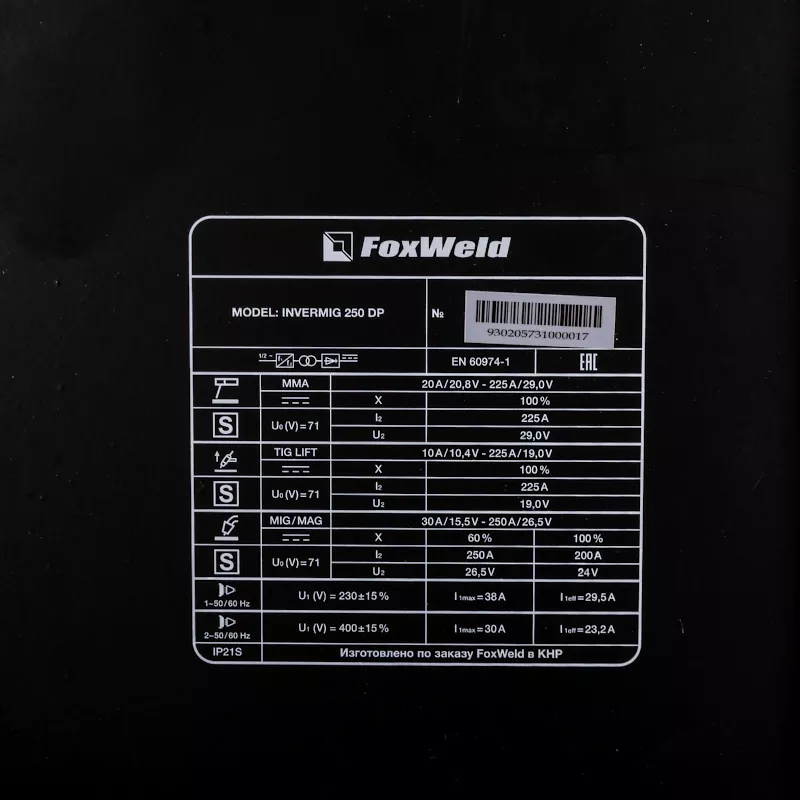 FoxWeld
MODEL: INVERMIG 250 DP
№
930205731000017
1/2 ~
EN 60974-1
EAC
MMA
20A/20,8V - 225A/29,0V
X
100%
S
U₀(V)=71
I₂
225A
U₂
29,0V
TIG LIFT
10A/10,4V - 225A/19,0V
X
100%
S
U₀(V)=71
I₂
225A
U₂
19,0V
MIG/MAG
30A/15,5V - 250A/26,5V
X
60%
100%
S
U₀(V)=71
I₂
250A
200A
U₂
26,5V
24V
1~50/60 Hz
U₁ (V) = 230±15%
I₁max=38A
I₁eff=29,5A
2~50/60 Hz
U₁ (V) = 400±15%
I₁max=30A
I₁eff=23,2A
IP21S
Изготовлено по заказу FoxWeld в КНР